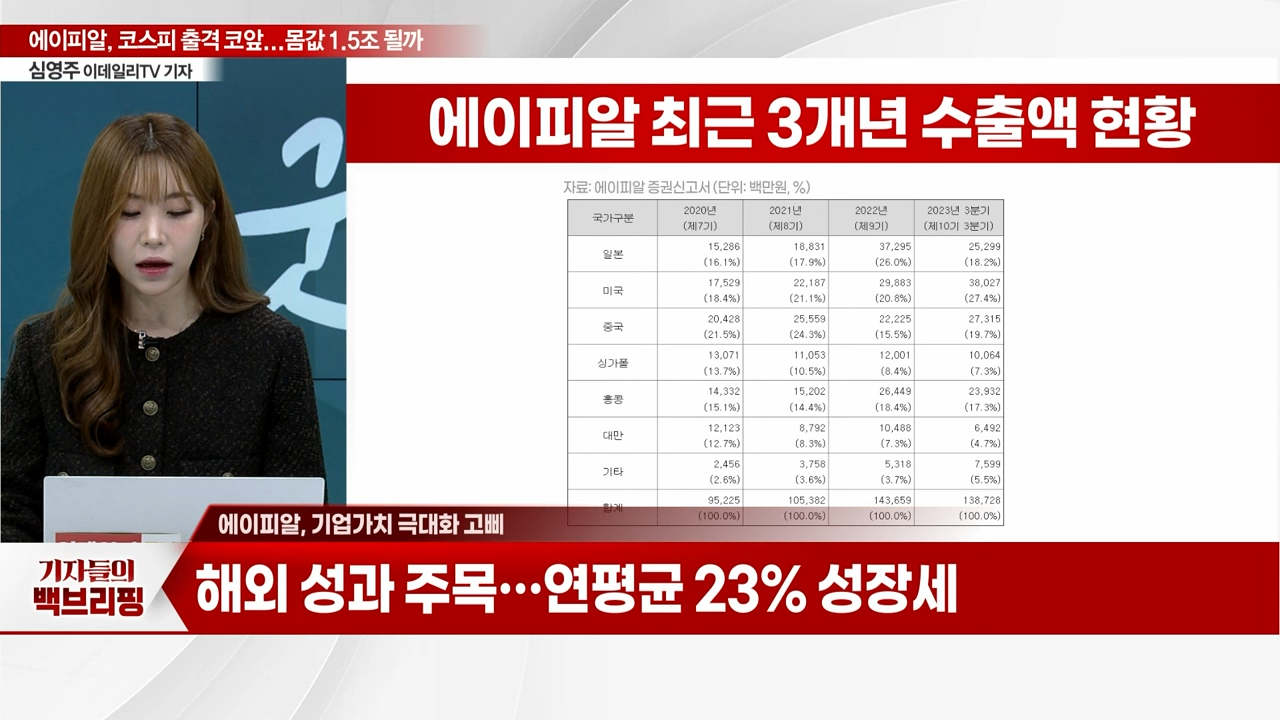 에이피알, 코스피 출격 코앞...몸값 1.5조 될까
심영주 이데일리TV 기자
에이피알 최근 3개년 수출액 현황
자료: 에이피알 증권신고서 (단위: 백만원, %)
국가구분 2020년 (제7기) 2021년 (제8기) 2022년 (제9기) 2023년 3분기 (제10기 3분기)
일본 15,286 (16.1%) 18,831 (17.9%) 37,295 (26.0%) 25,299 (18.2%)
미국 17,529 (18.4%) 22,187 (21.1%) 29,883 (20.8%) 38,027 (27.4%)
중국 20,428 (21.5%) 25,559 (24.3%) 22,225 (15.5%) 27,315 (19.7%)
싱가폴 13,071 (13.7%) 11,053 (10.5%) 12,001 (8.4%) 10,064 (7.3%)
홍콩 14,332 (15.1%) 15,202 (14.4%) 26,449 (18.4%) 23,932 (17.3%)
대만 12,123 (12.7%) 8,792 (8.3%) 10,488 (7.3%) 6,492 (4.7%)
기타 2,456 (2.6%) 3,758 (3.6%) 5,318 (3.7%) 7,599 (5.5%)
합계 95,225 (100.0%) 105,382 (100.0%) 143,659 (100.0%) 138,728 (100.0%)
에이피알, 기업가치 극대화 고삐
기자들의
백브리핑
해외 성과 주목…연평균 23% 성장세